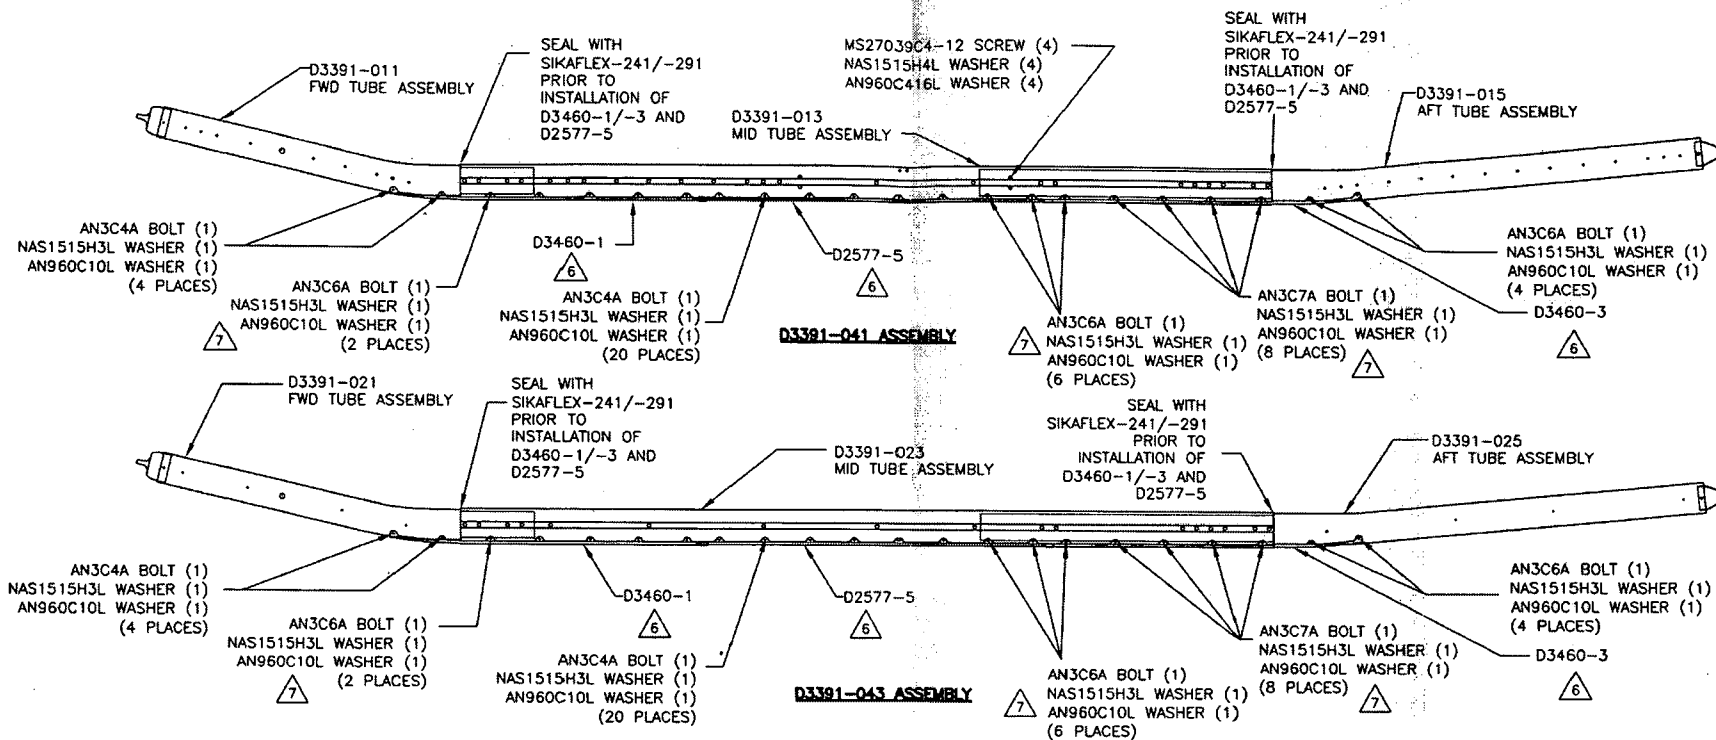 SEAL WITH
SIKAFLEX-241/-291
PRIOR TO
INSTALLATION OF
D3460-1/-3 AND
D2577-5
MS27039C4-12 SCREW (4)
NAS1515H4L WASHER (4)
AN960C416L WASHER (4)
SEAL WITH
SIKAFLEX-241/-291
PRIOR TO
INSTALLATION OF
D3460-1/-3 AND
D2577-5
D3391-011
FWD TUBE ASSEMBLY
D3391-013
MID TUBE ASSEMBLY
D3391-015
AFT TUBE ASSEMBLY
AN3C4A BOLT (1)
NAS1515H3L WASHER (1)
AN960C10L WASHER (1)
(4 PLACES)
AN3C6A BOLT (1)
NAS1515H3L WASHER (1)
AN960C10L WASHER (1)
(2 PLACES)
7
D3460-1
6
AN3C4A BOLT (1)
NAS1515H3L WASHER (1)
AN960C10L WASHER (1)
(20 PLACES)
D2577-5
6
D3391-041 ASSEMBLY
7
AN3C6A BOLT (1)
NAS1515H3L WASHER (1)
AN960C10L WASHER (1)
(6 PLACES)
AN3C7A BOLT (1)
NAS1515H3L WASHER (1)
AN960C10L WASHER (1)
(8 PLACES)
7
AN3C6A BOLT (1)
NAS1515H3L WASHER (1)
AN960C10L WASHER (1)
(4 PLACES)
D3460-3
6
D3391-021
FWD TUBE ASSEMBLY
SEAL WITH
SIKAFLEX-241/-291
PRIOR TO
INSTALLATION OF
D3460-1/-3 AND
D2577-5
D3391-023
MID TUBE ASSEMBLY
SEAL WITH
SIKAFLEX-241/-291
PRIOR TO
INSTALLATION OF
D3460-1/-3 AND
D2577-5
D3391-025
AFT TUBE ASSEMBLY
AN3C4A BOLT (1)
NAS1515H3L WASHER (1)
AN960C10L WASHER (1)
(4 PLACES)
AN3C6A BOLT (1)
NAS1515H3L WASHER (1)
AN960C10L WASHER (1)
(2 PLACES)
7
D3460-1
6
AN3C4A BOLT (1)
NAS1515H3L WASHER (1)
AN960C10L WASHER (1)
(20 PLACES)
D2577-5
6
D3391-043 ASSEMBLY
7
AN3C6A BOLT (1)
NAS1515H3L WASHER (1)
AN960C10L WASHER (1)
(6 PLACES)
AN3C7A BOLT (1)
NAS1515H3L WASHER (1)
AN960C10L WASHER (1)
(8 PLACES)
7
AN3C6A BOLT (1)
NAS1515H3L WASHER (1)
AN960C10L WASHER (1)
(4 PLACES)
D3460-3
6